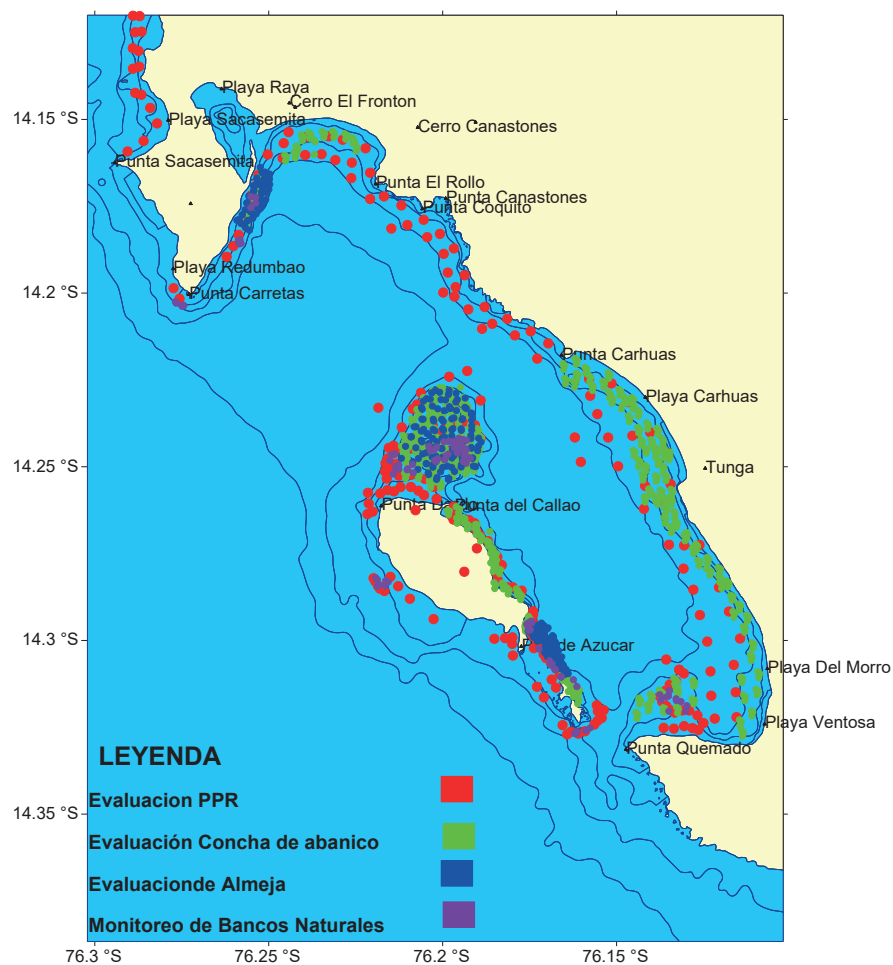 Playa Raya
Cerro El Fronton
14.15 °S
Playa Sacasemita
Cerro Canastones
Punta Sacasemita
Punta El Rollo
Punta Canastones
Punta Coquito
Playa Redumbao
14.2 °S
Punta Carretas
Punta Carhuas
Playa Carhuas
14.25 °S
Tunga
Punta
Punta del Callao
14.3 °S
de Azucar
Playa Del Morro
Playa Ventosa
Punta Quemado
LEYENDA
Evaluacion PPR
14.35 °S
Evaluación Concha de abanico
Evaluacionde Almeja
Monitoreo de Bancos Naturales
76.3 °S
76.25 °S
76.2 °S
76.15 °S